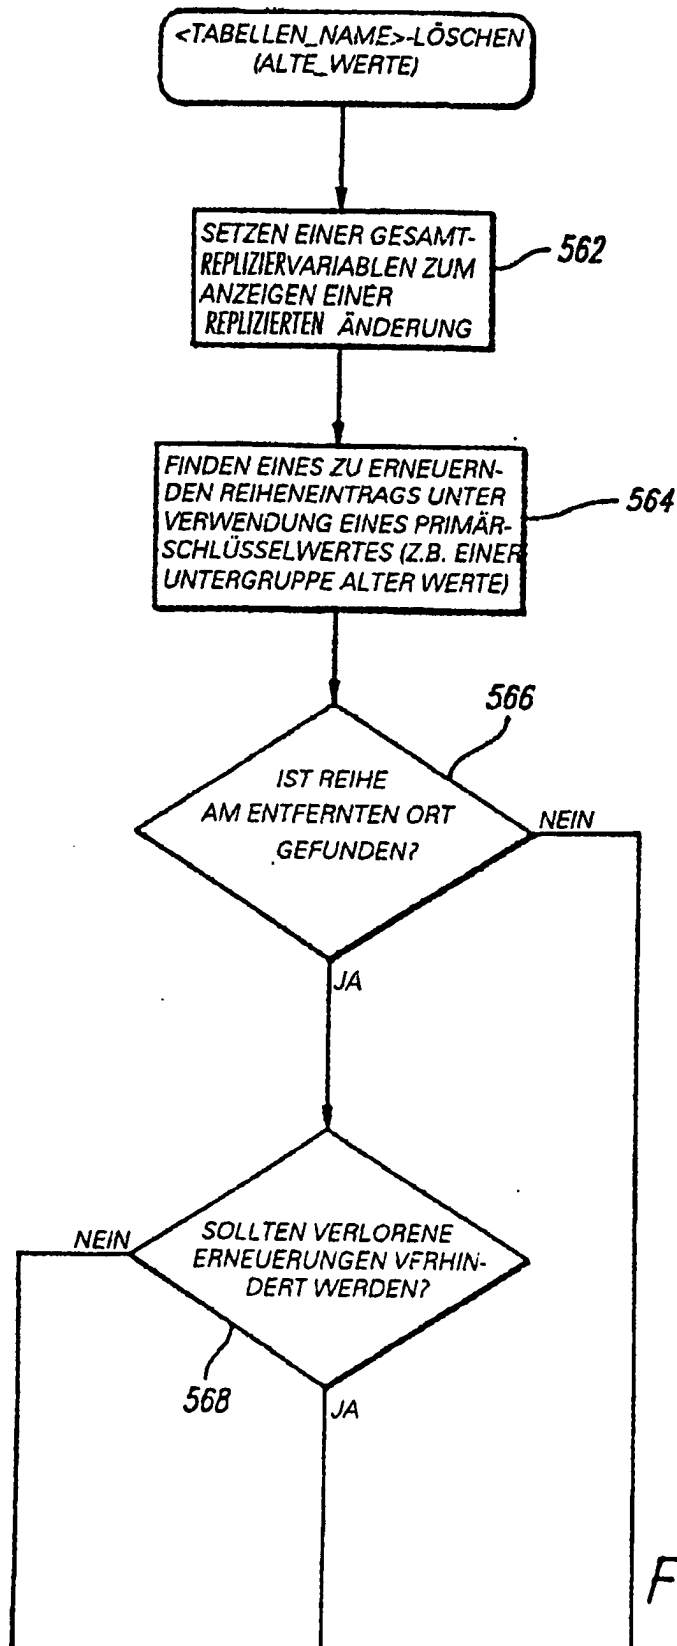 <TABELLEN_NAME>-LÖSCHEN
(ALTE_WERTE)
SETZEN EINER GESAMT-
REPLIZIERVARIABLEN ZUM
ANZEIGEN EINER
REPLIZIERTEN ÄNDERUNG
562
FINDEN EINES ZU ERNEUERN-
DEN REIHENEINTRAGS UNTER
VERWENDUNG EINES PRIMÄR-
SCHLÜSSELWERTES (Z.B. EINER
UNTERGRUPPE ALTER WERTE)
564
566
IST REIHE
AM ENTFERNTEN ORT
GEFUNDEN?
NEIN
JA
NEIN
SOLLTEN VERLORENE
ERNEUERUNGEN VERHIN-
DERT WERDEN?
568
JA
F